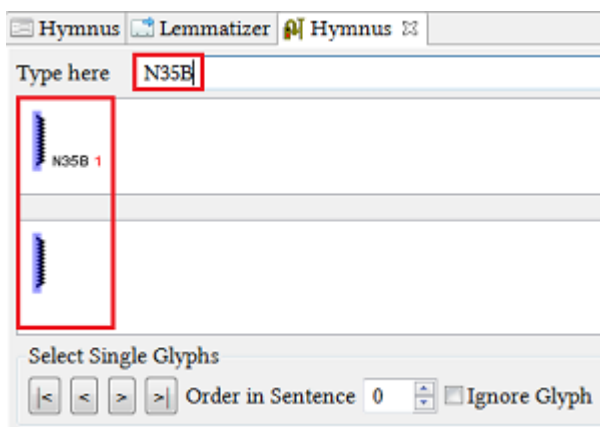 Hymnus Lemmatizer Hymnus
Type here N35B
N35B 1
Select Single Glyphs
|< < > >| Order in Sentence 0 Ignore Glyph